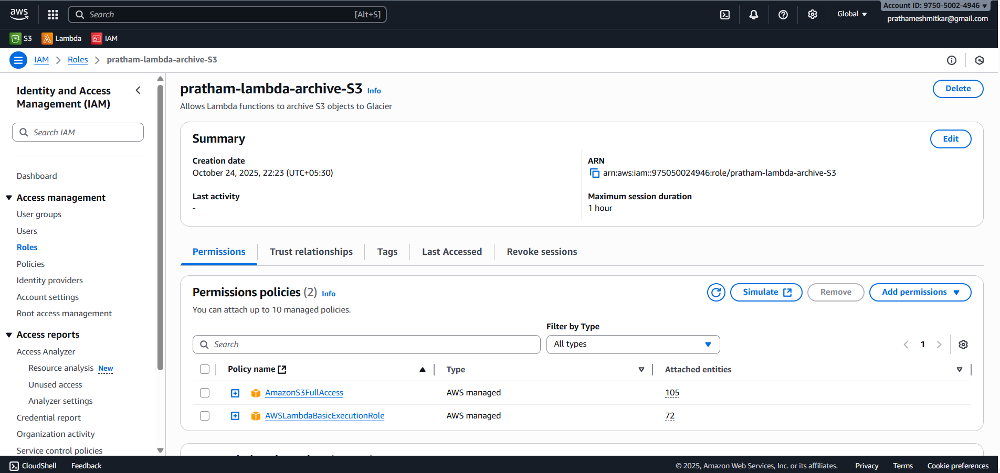 aws
Search
[Alt+S]
Global
Account ID: 9750-5002-4946
prathameshmitkar@gmail.com
S3
Lambda
IAM
IAM
Roles
pratham-lambda-archive-S3
Identity and Access
Management (IAM)
Search IAM
Dashboard
Access management
User groups
Users
Roles
Policies
Identity providers
Account settings
Root access management
Access reports
Access Analyzer
Resource analysis New
Unused access
Analyzer settings
Credential report
Organization activity
Service control policies
pratham-lambda-archive-S3 Info
Delete
Allows Lambda functions to archive S3 objects to Glacier
Summary
Edit
Creation date
October 24, 2025, 22:23 (UTC+05:30)
ARN
arn:aws:iam::975050024946:role/pratham-lambda-archive-S3
Last activity
-
Maximum session duration
1 hour
Permissions
Trust relationships
Tags
Last Accessed
Revoke sessions
Permissions policies (2) Info
Simulate
Remove
Add permissions
You can attach up to 10 managed policies.
Filter by Type
Search
All types
1
Policy name
Type
Attached entities
AmazonS3FullAccess
AWS managed
105
AWSLambdaBasicExecutionRole
AWS managed
72
CloudShell
Feedback
© 2025, Amazon Web Services, Inc. or its affiliates.
Privacy
Terms
Cookie preferences